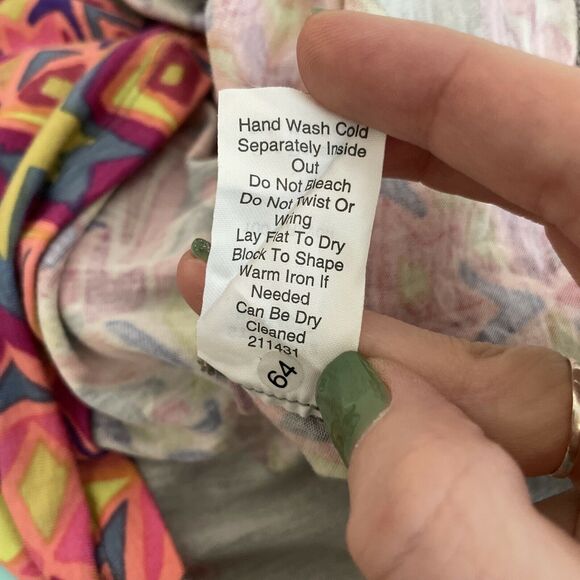 Hand Wash Cold
Separately Inside
Out
Do Not Bleach
Do Not Twist Or
Wring
Lay Flat To Dry
Block To Shape
Warm Iron If
Needed
Can Be Dry
Cleaned
211431
64